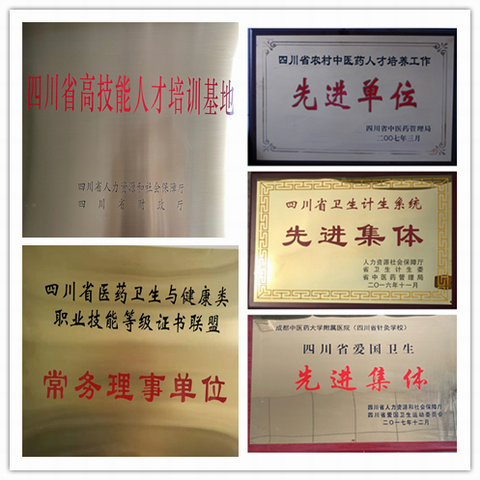 四川省高技能人才培训基地
四川省人力资源和社会保障厅
四川省财政厅
四川省医药卫生与健康类
职业技能等级证书联盟
常务理事单位
四川省农村中医药人才培养工作
先进单位
四川省中医药管理局
二00七年三月
四川省卫生计生系统
先进集体
人力资源社会保障厅
省卫生计生委
省中医药管理局
二〇一六年十一月
成都中医药大学附属医院（四川省针灸学校）
四川省爱国卫生
先进集体
四川省人力资源和社会保障厅
四川省爱国卫生运动委员会
二〇一七年十二月